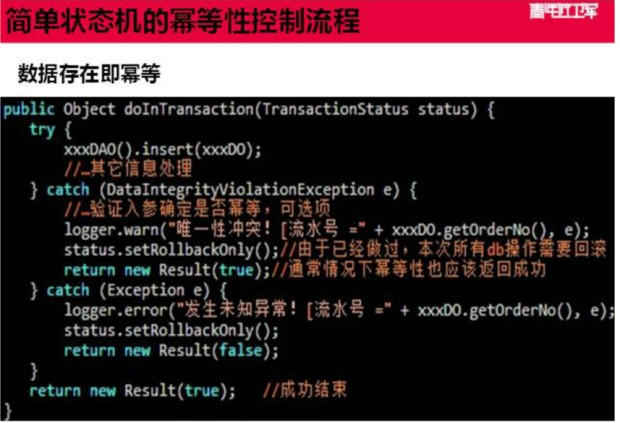 简单状态机的幂等性控制流程
数据存在即幂等
public Object doInTransaction(TransactionStatus status) {
try {
xxxDAO().insert(xxxDO);
//…其它信息处理
} catch (DataIntegrityViolationException e) {
//…验证入参确定是否幂等，可选项
logger.warn("唯一性冲突！[流水号 =" + xxxDO.getOrderNo(), e);
status.setRollbackOnly();//由于已经做过，本次所有db操作需要回滚
return new Result(true);//通常情况下幂等性也应该返回成功
} catch (Exception e) {
logger.error("发生未知异常！[流水号 =" + xxxDO.getOrderNo(), e);
status.setRollbackOnly();
return new Result(false);
}
return new Result(true); //成功结束
}